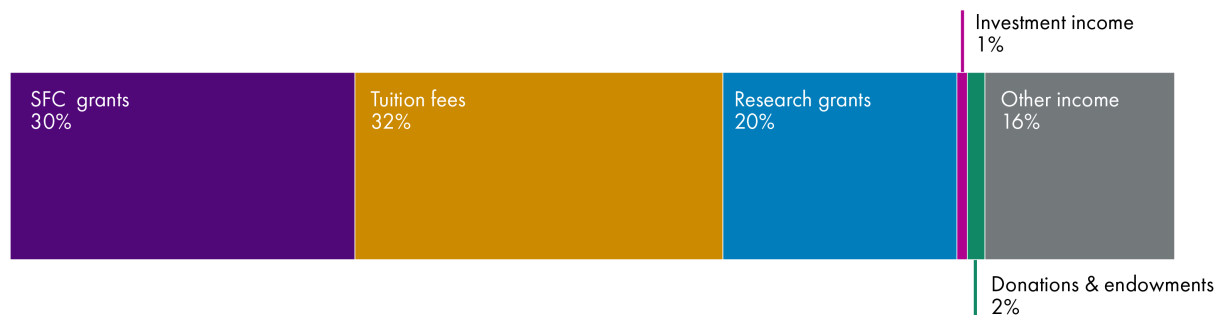 Investment income
1%
SFC grants
30%
Tuition fees
32%
Research grants
20%
Other income
16%
Donations & endowments
2%